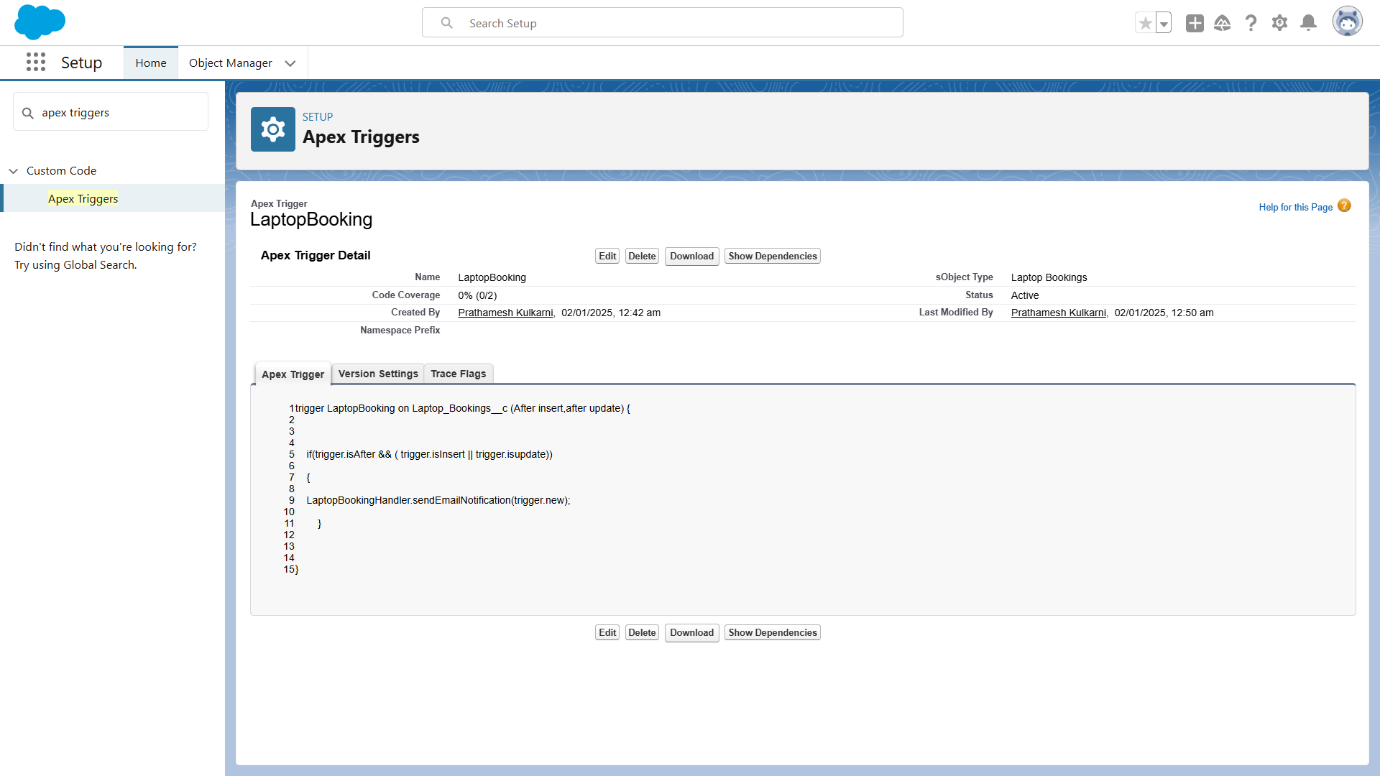 Search Setup
Setup
Home
Object Manager
apex triggers
Custom Code
Apex Triggers
Didn't find what you're looking for?
Try using Global Search.
SETUP
Apex Triggers
Apex Trigger
LaptopBooking
Help for this Page ?
Apex Trigger Detail
Edit Delete Download Show Dependencies
Name LaptopBooking sObject Type Laptop Bookings
Code Coverage 0% (0/2) Status Active
Created By Prathamesh Kulkarni, 02/01/2025, 12:42 am Last Modified By Prathamesh Kulkarni, 02/01/2025, 12:50 am
Namespace Prefix
Apex Trigger Version Settings Trace Flags
1trigger LaptopBooking on Laptop_Bookings__c (After insert,after update) {
2
3
4
5 if(trigger.isAfter && ( trigger.isInsert || trigger.isupdate))
6
7 {
8
9 LaptopBookingHandler.sendEmailNotification(trigger.new);
10
11 }
12
13
14
15}
Edit Delete Download Show Dependencies